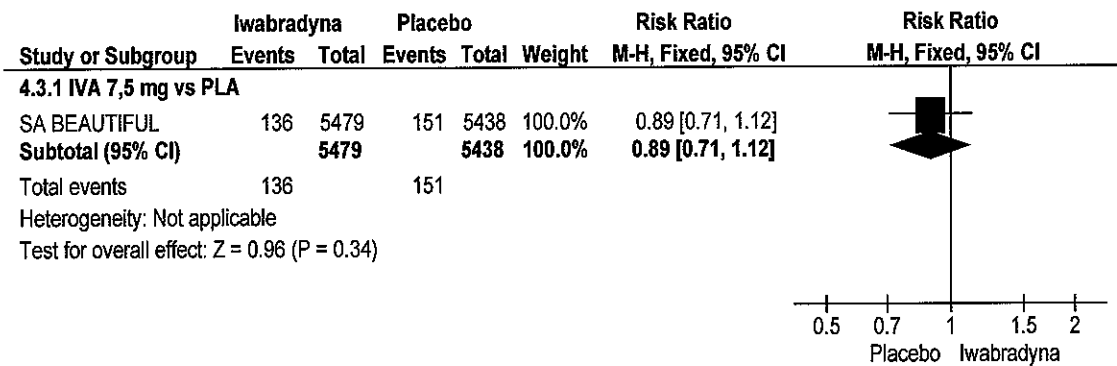 Iwabradyna Placebo Risk Ratio Risk Ratio
Study or Subgroup Events Total Events Total Weight M-H, Fixed, 95% CI M-H, Fixed, 95% CI
4.3.1 IVA 7,5 mg vs PLA
SA BEAUTIFUL 136 5479 151 5438 100.0% 0.89 [0.71, 1.12]
Subtotal (95% CI) 5479 5438 100.0% 0.89 [0.71, 1.12]
Total events 136 151
Heterogeneity: Not applicable
Test for overall effect: Z = 0.96 (P = 0.34)
0.5 0.7 1 1.5 2
Placebo Iwabradyna